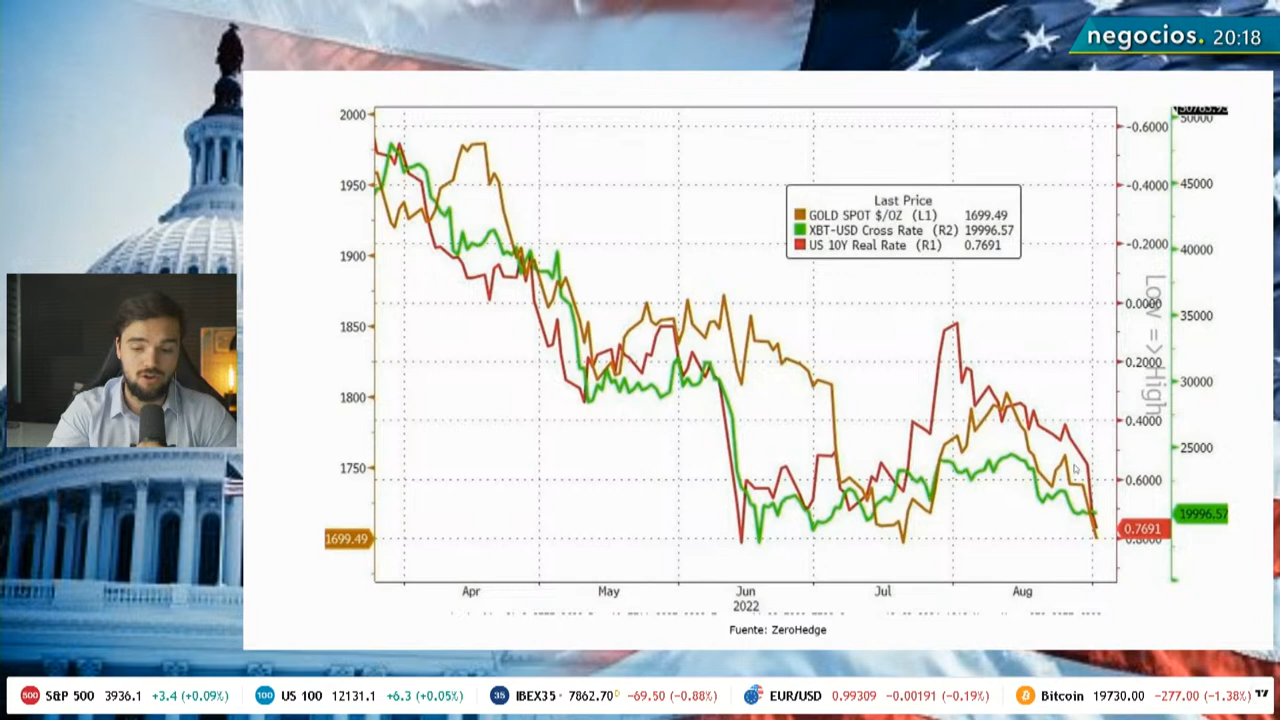 negocios. 20:18
2000
1950
1900
1850
1800
1750
1699.49
-0.6000
-0.4000
-0.2000
0.0000
0.2000
0.4000
0.6000
0.7691
0.8000
50000
45000
40000
35000
30000
25000
19996.57
Low => High
Last Price
GOLD SPOT $/OZ (L1) 1699.49
XBT-USD Cross Rate (R2) 19996.57
US 10Y Real Rate (R1) 0.7691
Apr May Jun Jul Aug
2022
Fuente: ZeroHedge
500 S&P 500 3936.1 +3.4 (+0.09%) 100 US 100 12131.1 +6.3 (+0.05%) 35 IBEX35 7862.70 D −69.50 (−0.88%) EUR/USD 0.99309 −0.00191 (−0.19%) Bitcoin 19730.00 −277.00 (−1.38%)